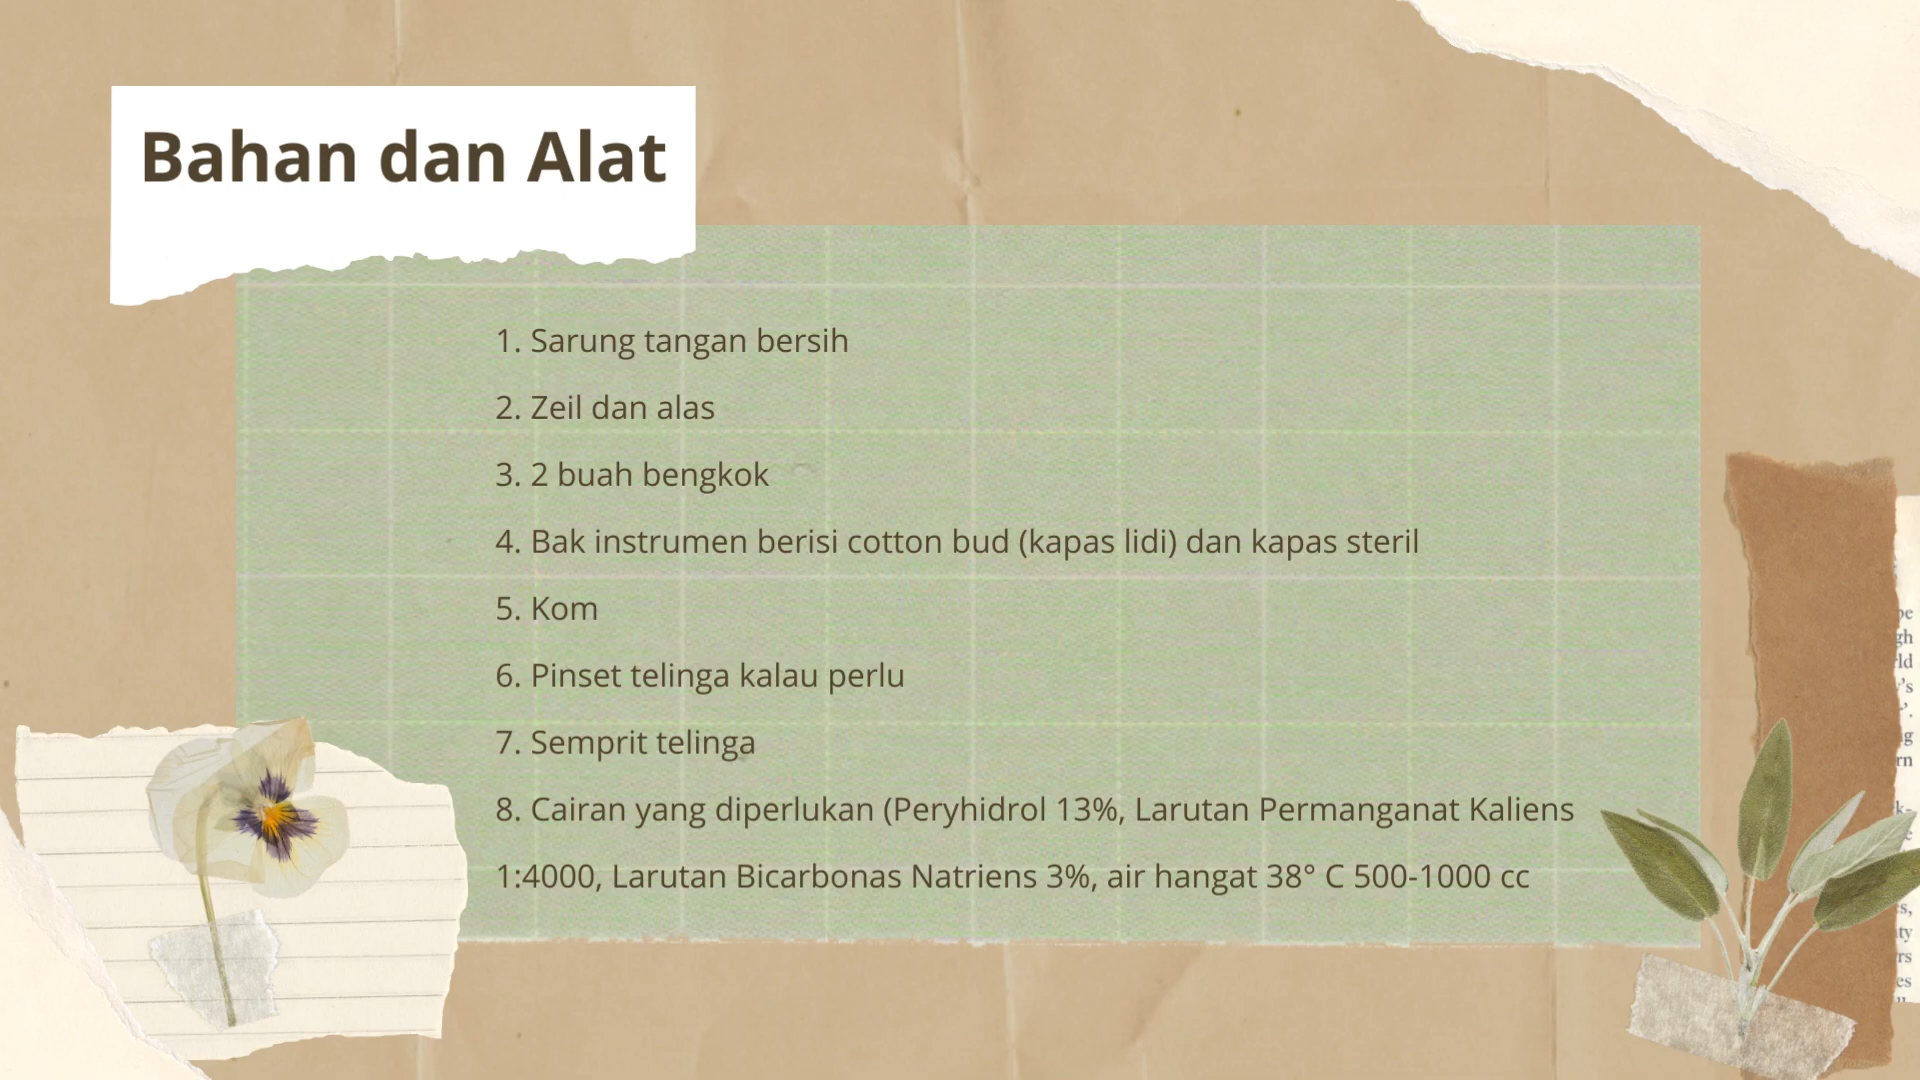 Bahan dan Alat
1. Sarung tangan bersih
2. Zeil dan alas
3. 2 buah bengkok
4. Bak instrumen berisi cotton bud (kapas lidi) dan kapas steril
5. Kom
6. Pinset telinga kalau perlu
7. Semprit telinga
8. Cairan yang diperlukan (Peryhidrol 13%, Larutan Permanganat Kaliens
1:4000, Larutan Bicarbonas Natriens 3%, air hangat 38° C 500-1000 cc